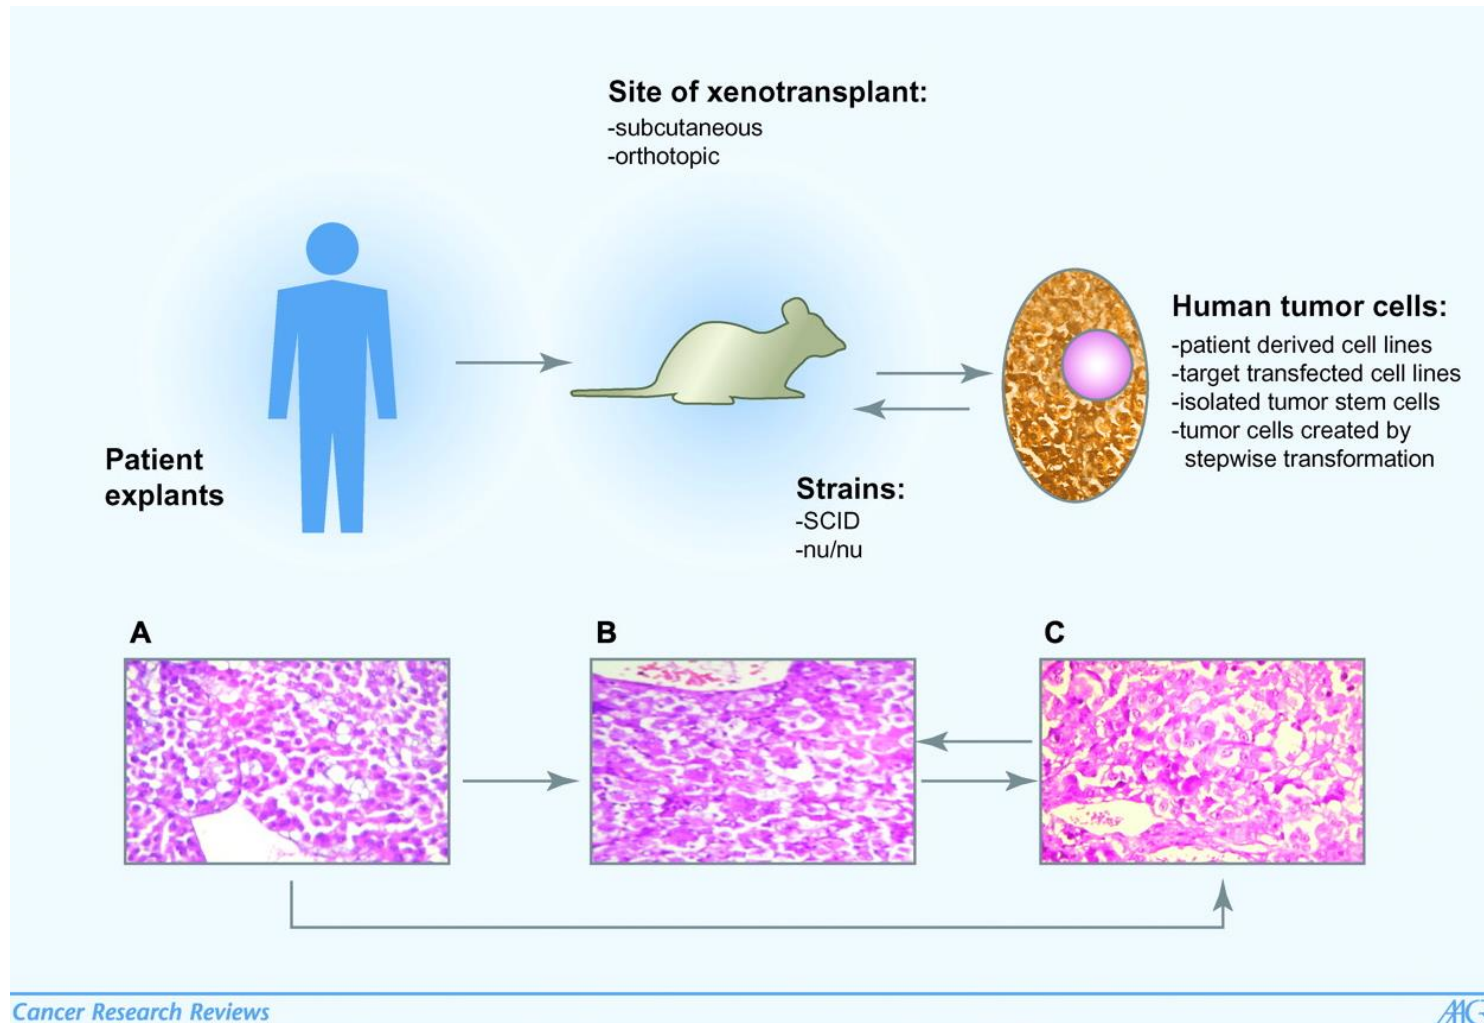 Site of xenotransplant:
-subcutaneous
-orthotopic
Human tumor cells:
-patient derived cell lines
-target transfected cell lines
-isolated tumor stem cells
-tumor cells created by
stepwise transformation
Patient
explants
Strains:
-SCID
-nu/nu
A
B
C
Cancer Research Reviews